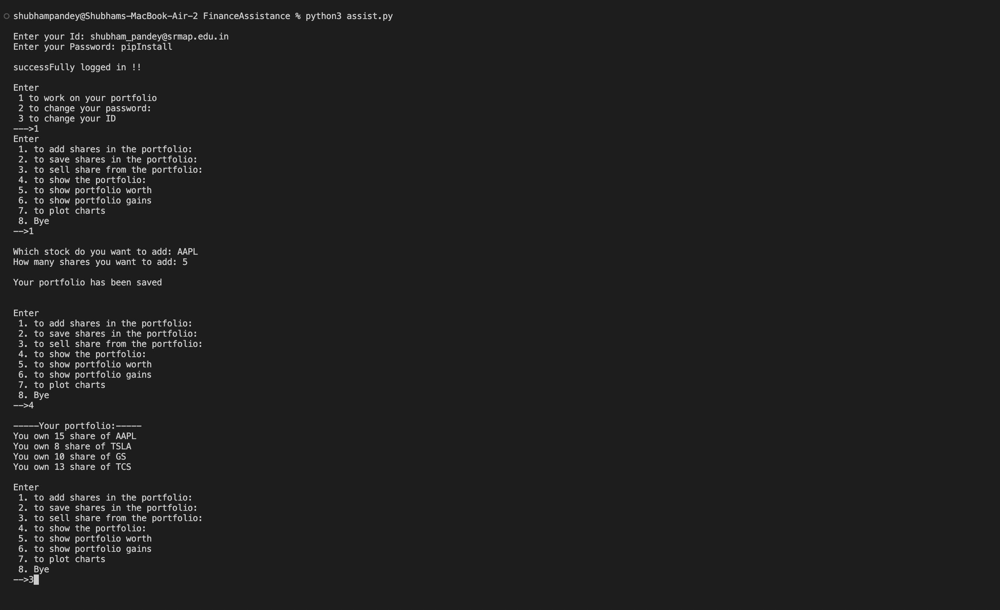 shubhampandey@Shubhams-MacBook-Air-2 FinanceAssistance % python3 assist.py
Enter your Id: shubham_pandey@srmap.edu.in
Enter your Password: pipInstall
successFully logged in !!
Enter
1 to work on your portfolio
2 to change your password:
3 to change your ID
--->1
Enter
1. to add shares in the portfolio:
2. to save shares in the portfolio:
3. to sell share from the portfolio:
4. to show the portfolio:
5. to show portfolio worth
6. to show portfolio gains
7. to plot charts
8. Bye
-->1
Which stock do you want to add: AAPL
How many shares you want to add: 5
Your portfolio has been saved
Enter
1. to add shares in the portfolio:
2. to save shares in the portfolio:
3. to sell share from the portfolio:
4. to show the portfolio:
5. to show portfolio worth
6. to show portfolio gains
7. to plot charts
8. Bye
-->4
-----Your portfolio:-----
You own 15 share of AAPL
You own 8 share of TSLA
You own 10 share of GS
You own 13 share of TCS
Enter
1. to add shares in the portfolio:
2. to save shares in the portfolio:
3. to sell share from the portfolio:
4. to show the portfolio:
5. to show portfolio worth
6. to show portfolio gains
7. to plot charts
8. Bye
-->3